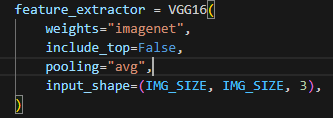 feature_extractor = VGG16(
    weights="imagenet",
    include_top=False,
    pooling="avg",
    input_shape=(IMG_SIZE, IMG_SIZE, 3),
)